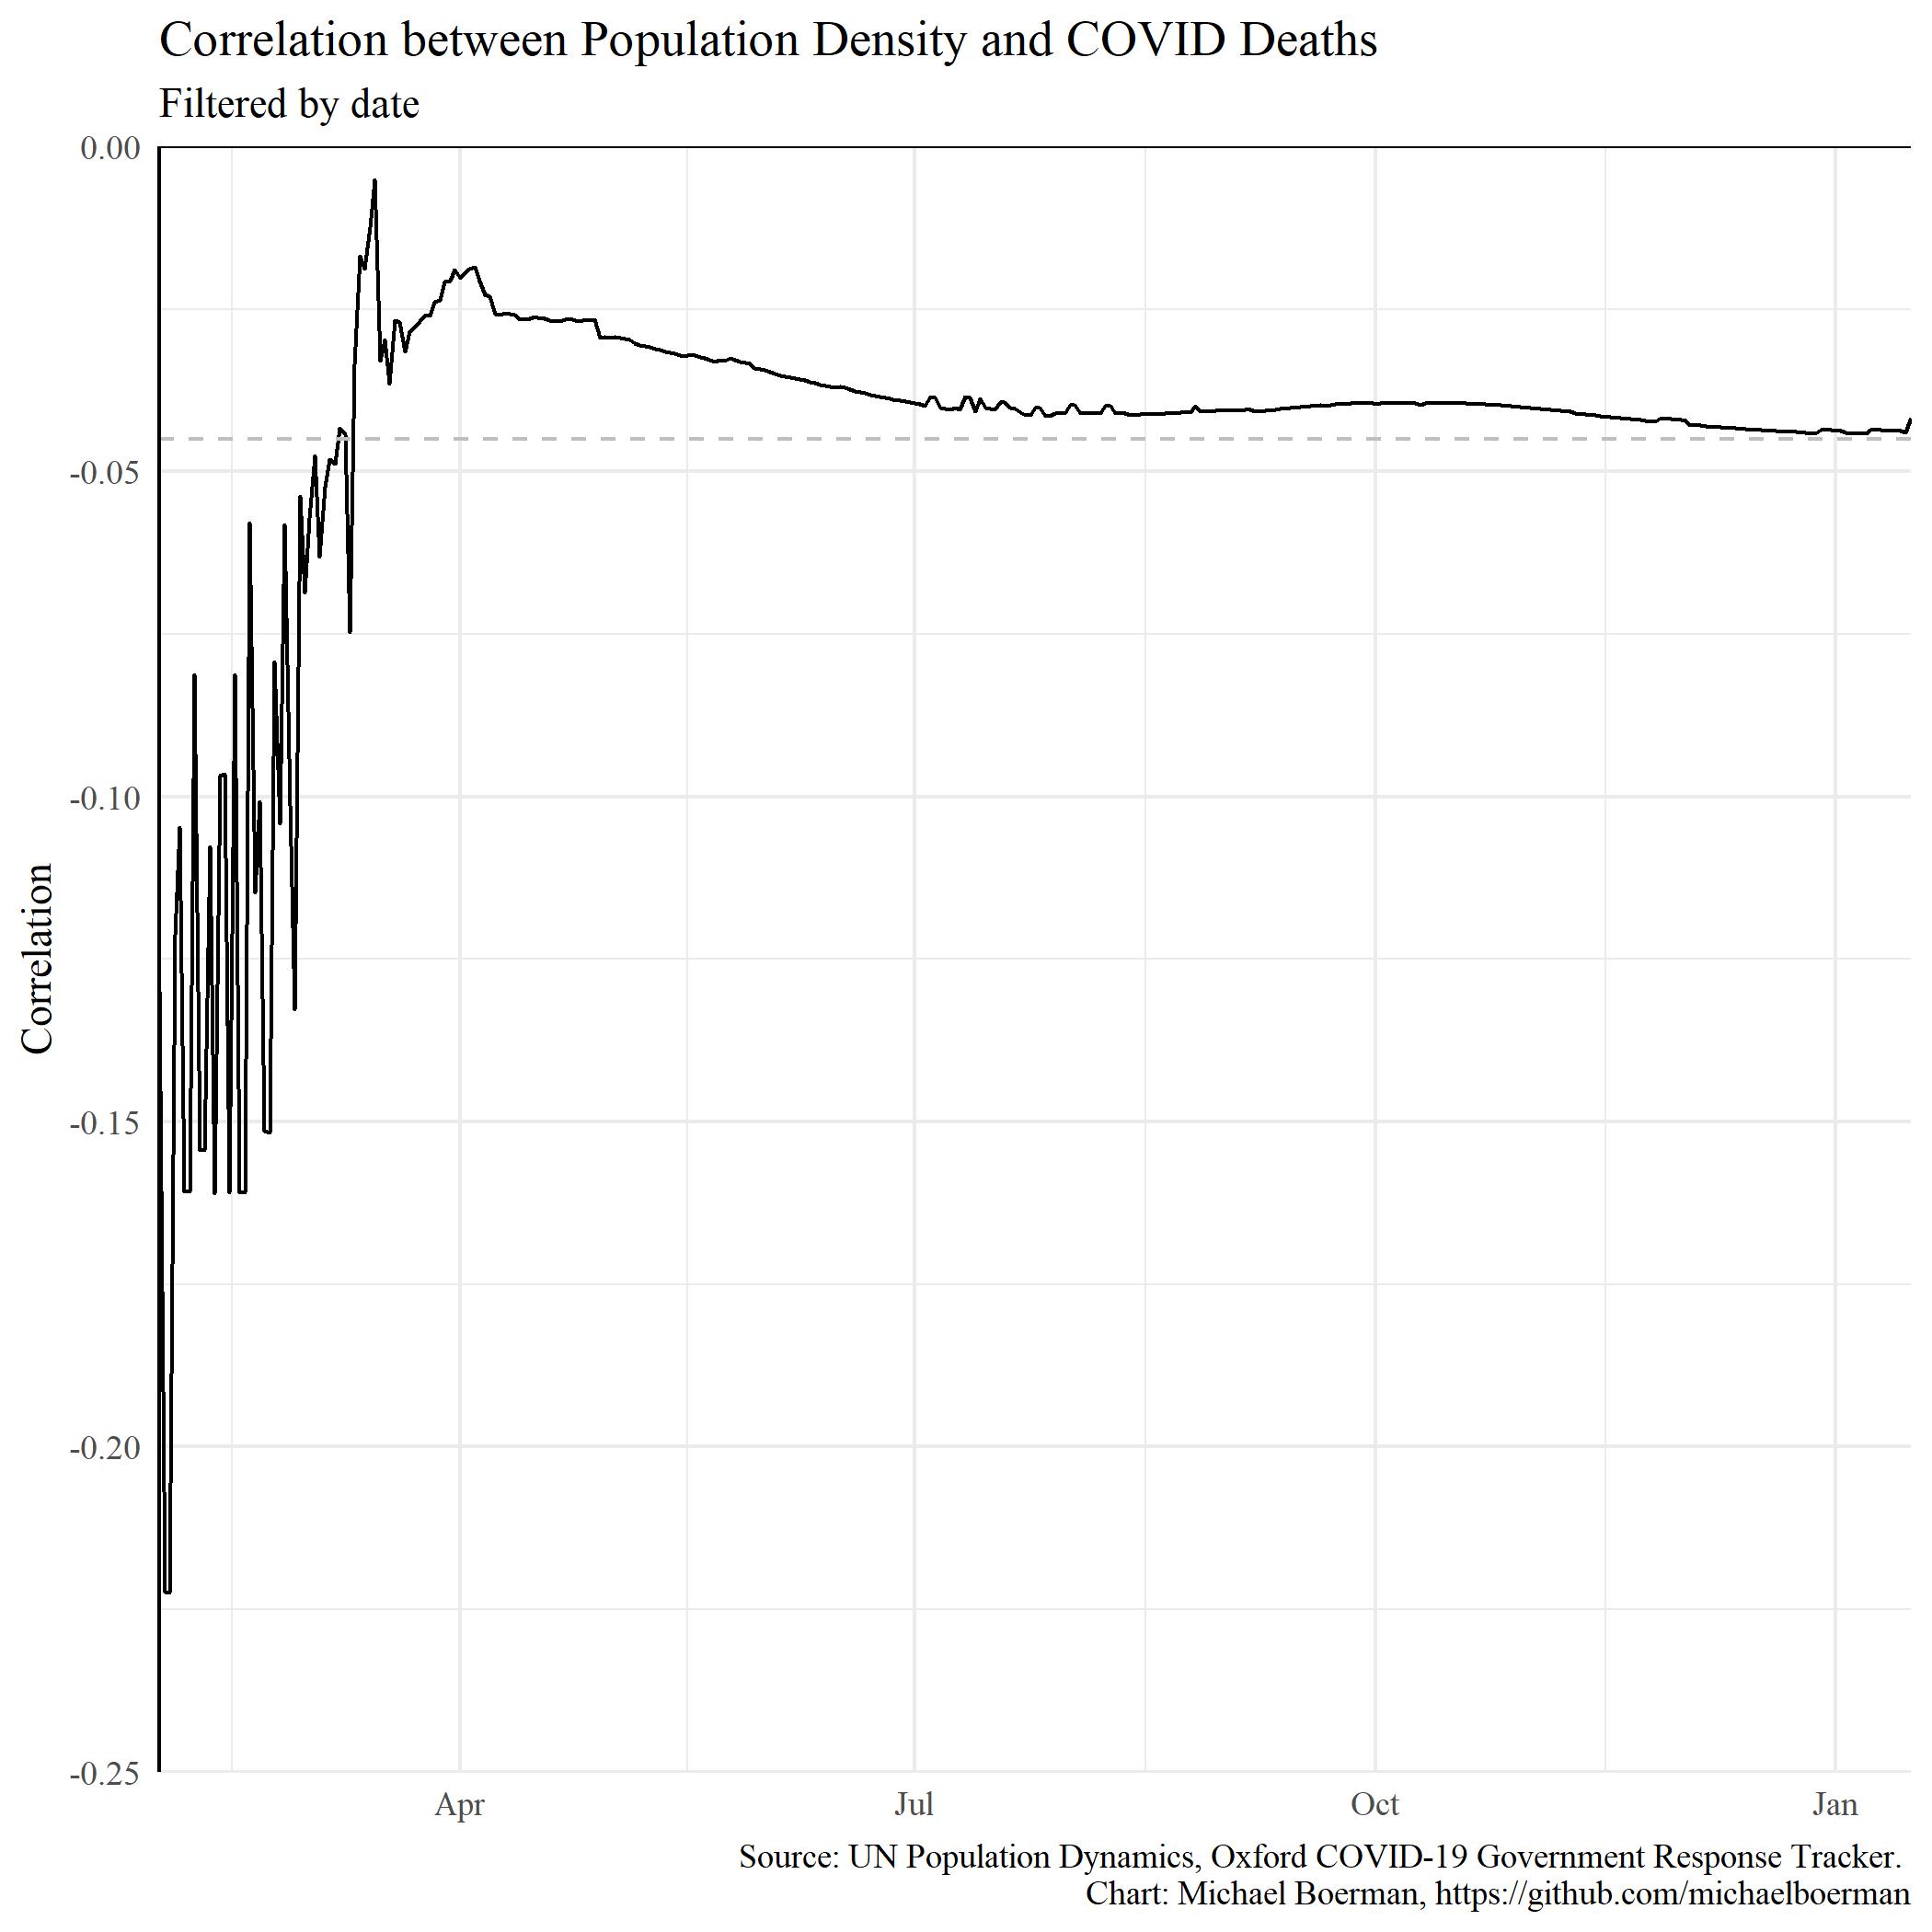 Correlation between Population Density and COVID Deaths
Filtered by date
0.00
-0.05
-0.10
-0.15
-0.20
-0.25
Correlation
Apr Jul Oct Jan
Source: UN Population Dynamics, Oxford COVID-19 Government Response Tracker.
Chart: Michael Boerman, https://github.com/michaelboerman